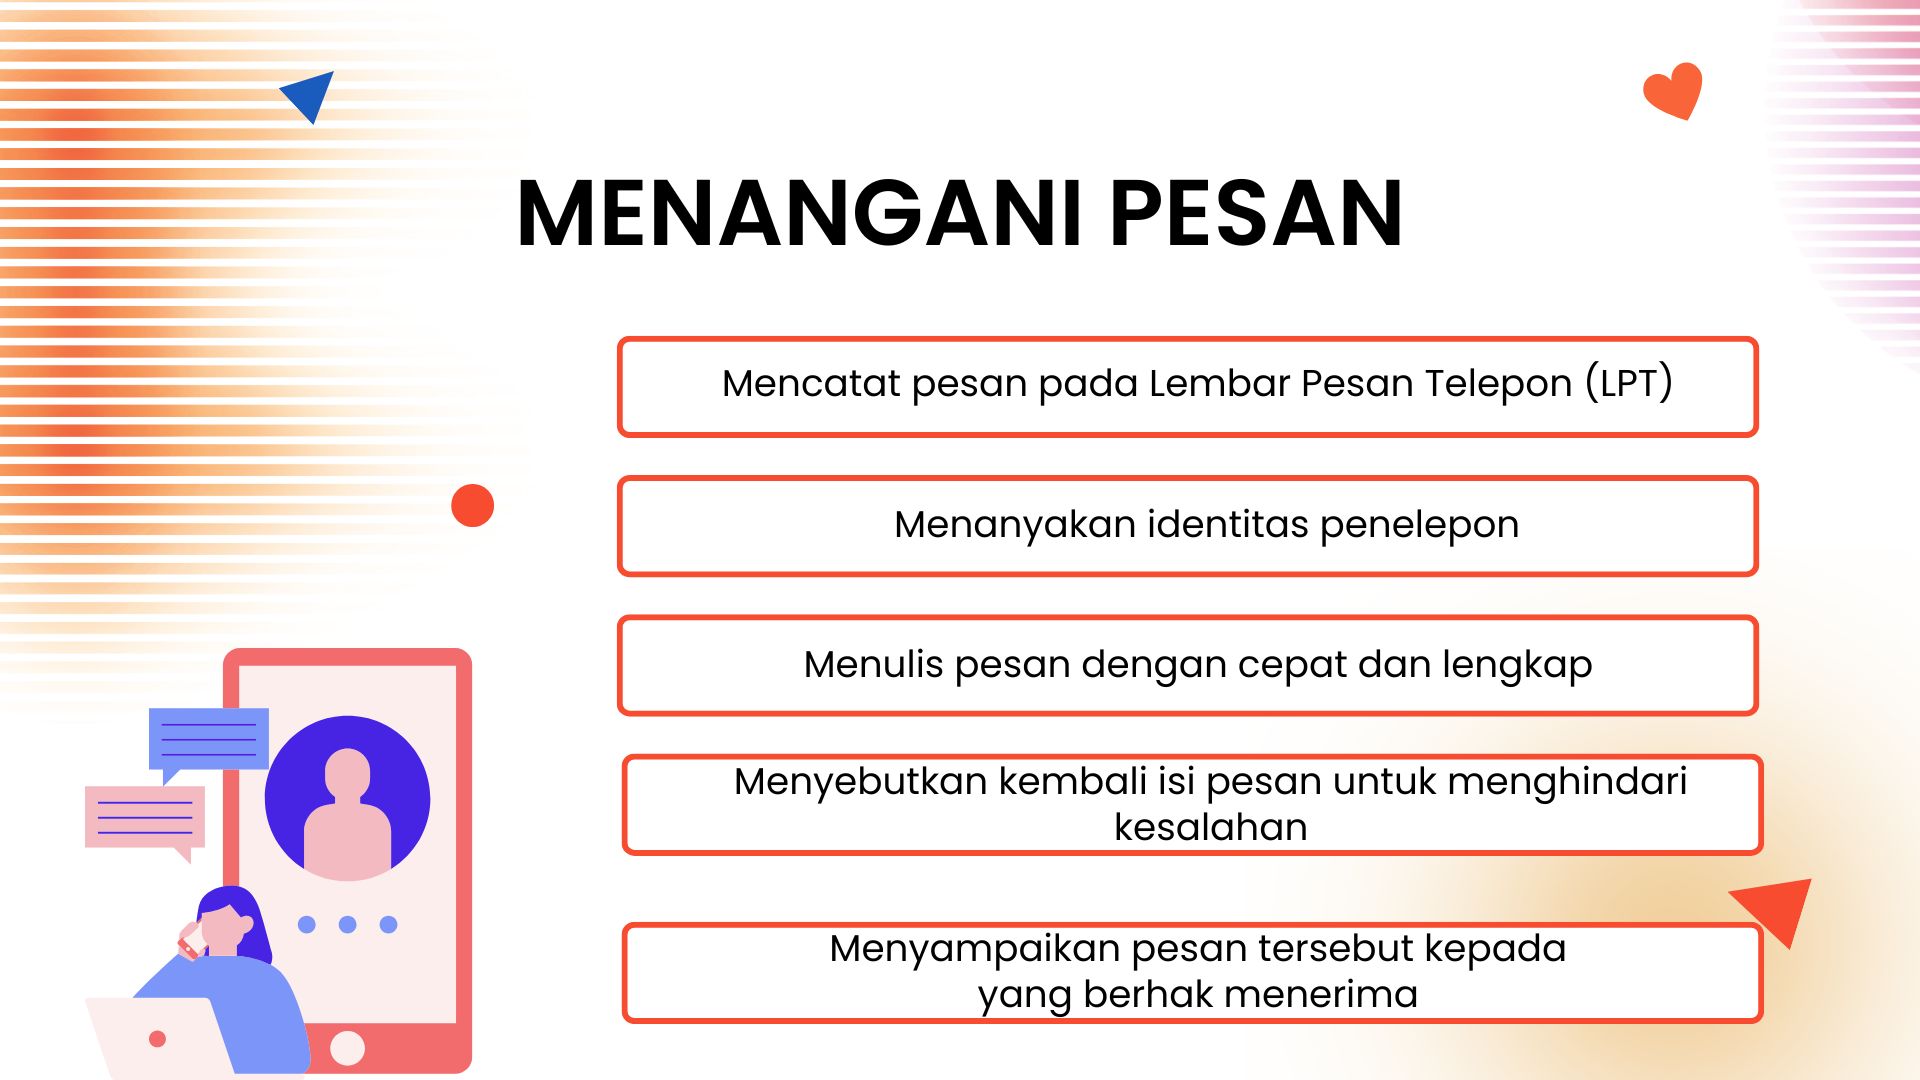 MENANGANI PESAN
Mencatat pesan pada Lembar Pesan Telepon (LPT)
Menanyakan identitas penelepon
Menulis pesan dengan cepat dan lengkap
Menyebutkan kembali isi pesan untuk menghindari
kesalahan
Menyampaikan pesan tersebut kepada
yang berhak menerima